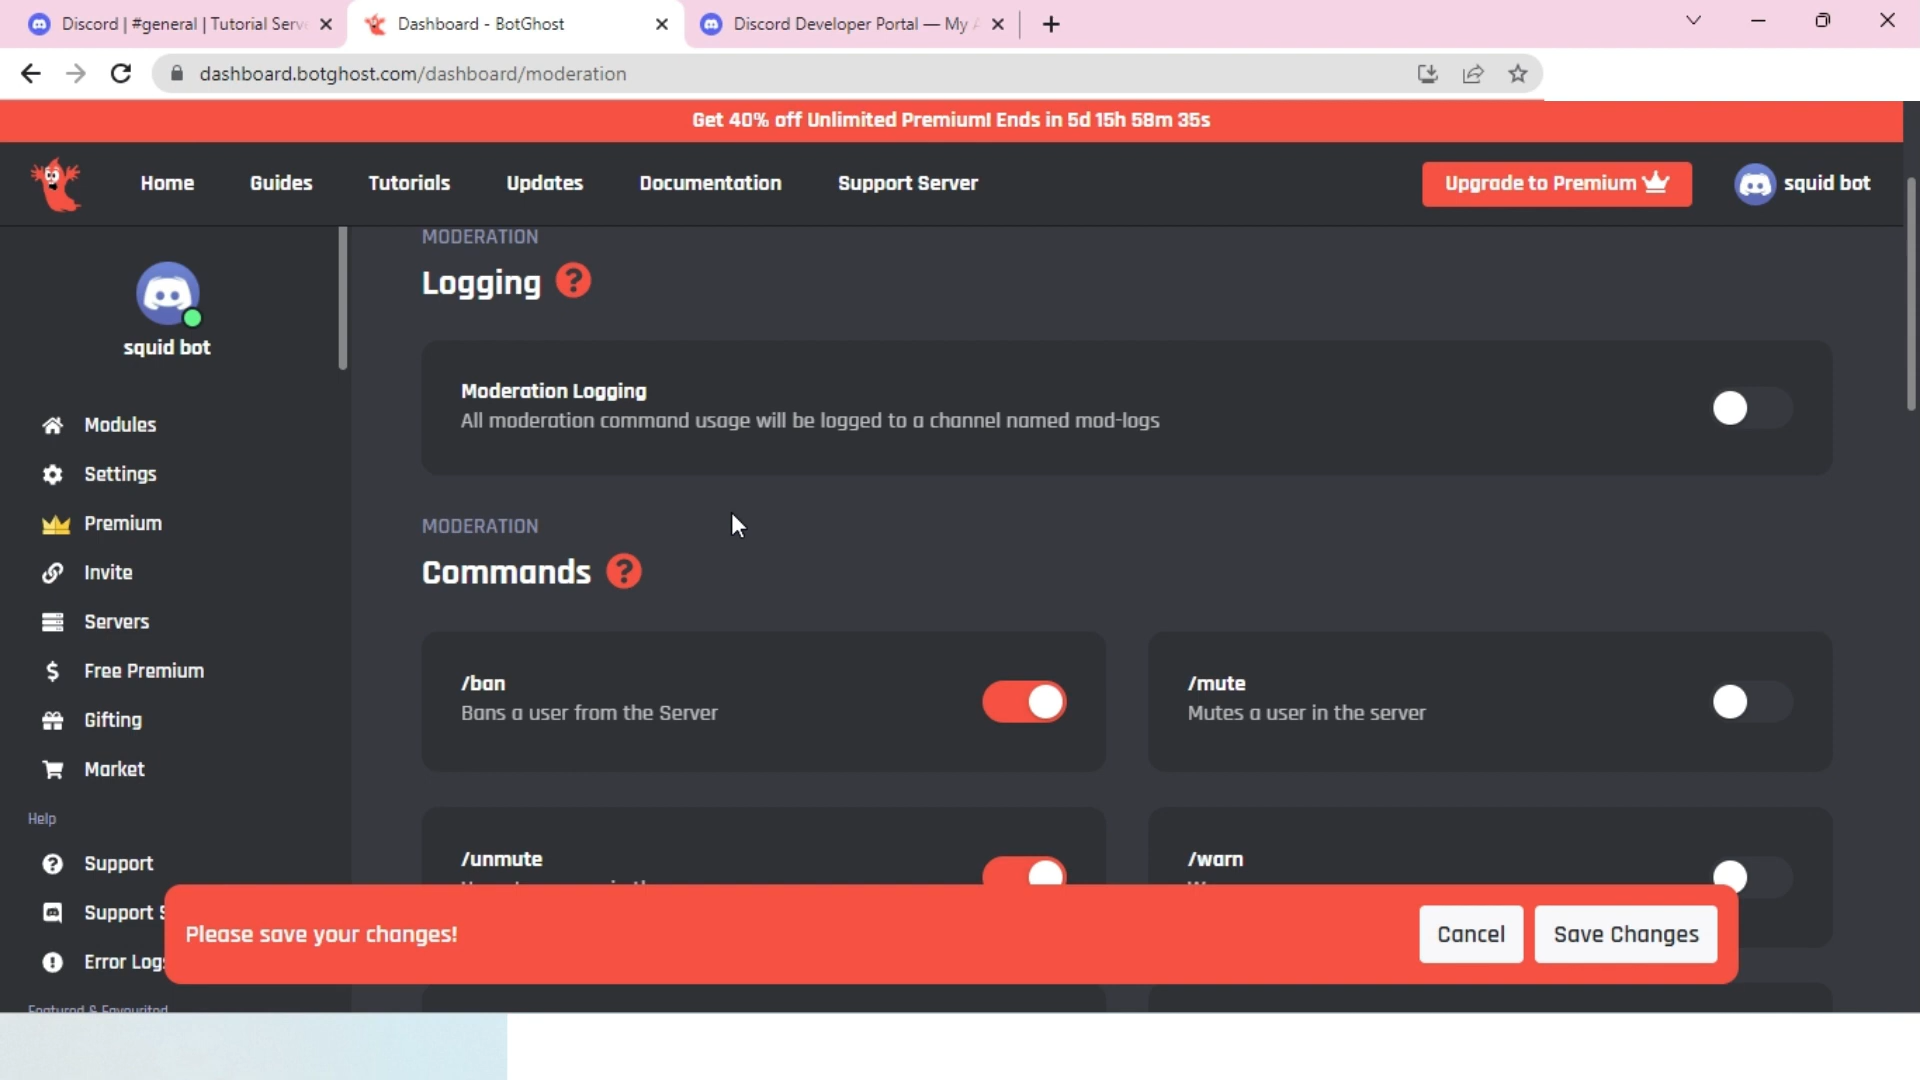 Discord | #general | Tutorial Serv
Dashboard - BotGhost
Discord Developer Portal — My
dashboard.botghost.com/dashboard/moderation
Get 40% off Unlimited Premium! Ends in 5d 15h 58m 35s
Home
Guides
Tutorials
Updates
Documentation
Support Server
Upgrade to Premium
squid bot
squid bot
Modules
Settings
Premium
Invite
Servers
Free Premium
Gifting
Market
Help
Support
Support S
Error Logs
Featured & Favourited
MODERATION
Logging
Moderation Logging
All moderation command usage will be logged to a channel named mod-logs
MODERATION
Commands
/ban
Bans a user from the Server
/mute
Mutes a user in the server
/unmute
/warn
Please save your changes!
Cancel
Save Changes